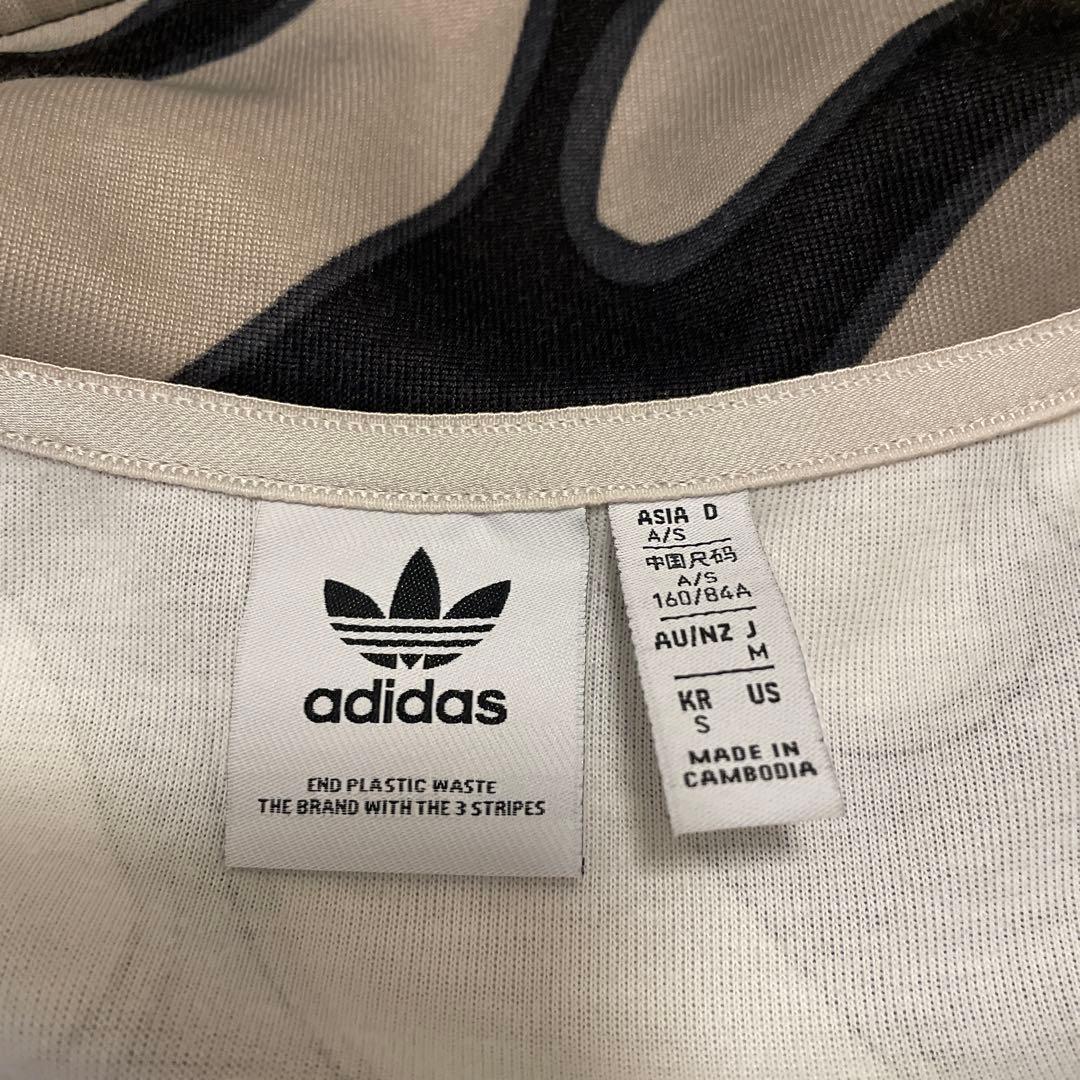 adidas
END PLASTIC WASTE
THE BRAND WITH THE 3 STRIPES
ASIA D
A/S
中国尺码
A/S
160/84A
AU/NZ J
M
KR US
S
MADE IN
CAMBODIA